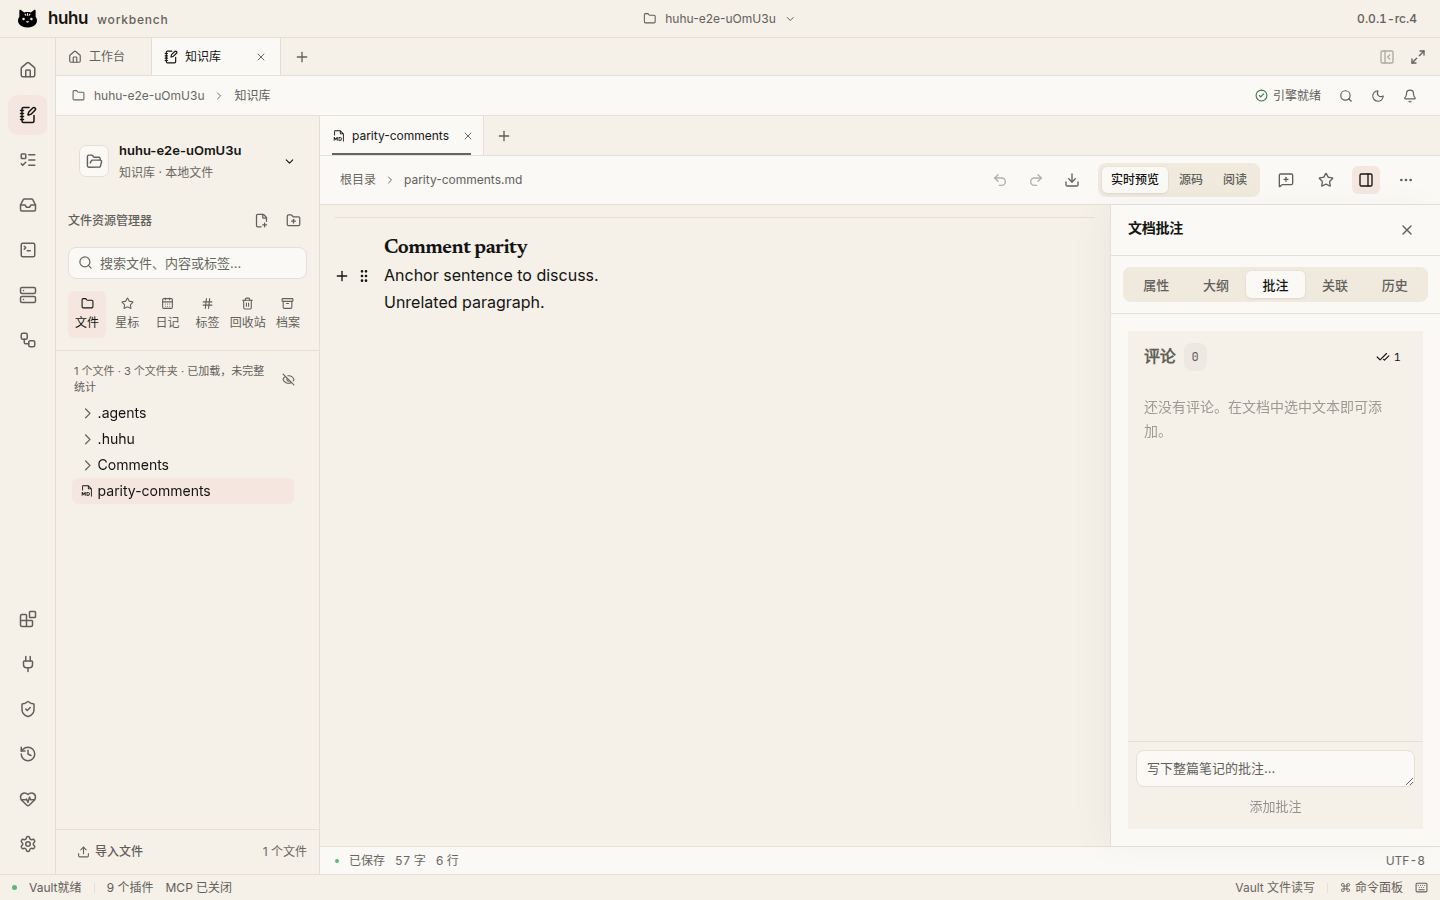 huhu workbench
huhu-e2e-uOmU3u
0.0.1-rc.4
工作台
知识库
huhu-e2e-uOmU3u
知识库
引擎就绪
huhu-e2e-uOmU3u
知识库 · 本地文件
文件资源管理器
搜索文件、内容或标签...
文件
星标
日记
标签
回收站
档案
1 个文件 · 3 个文件夹 · 已加载，未完整
统计
.agents
.huhu
Comments
parity-comments
导入文件
1 个文件
parity-comments
根目录
parity-comments.md
实时预览
源码
阅读
Comment parity
Anchor sentence to discuss.
Unrelated paragraph.
文档批注
属性
大纲
批注
关联
历史
评论 0
1
还没有评论。在文档中选中文本即可添
加。
写下整篇笔记的批注...
添加批注
已保存 57 字 6 行
UTF-8
Vault就绪
9 个插件
MCP 已关闭
Vault 文件读写
⌘ 命令面板